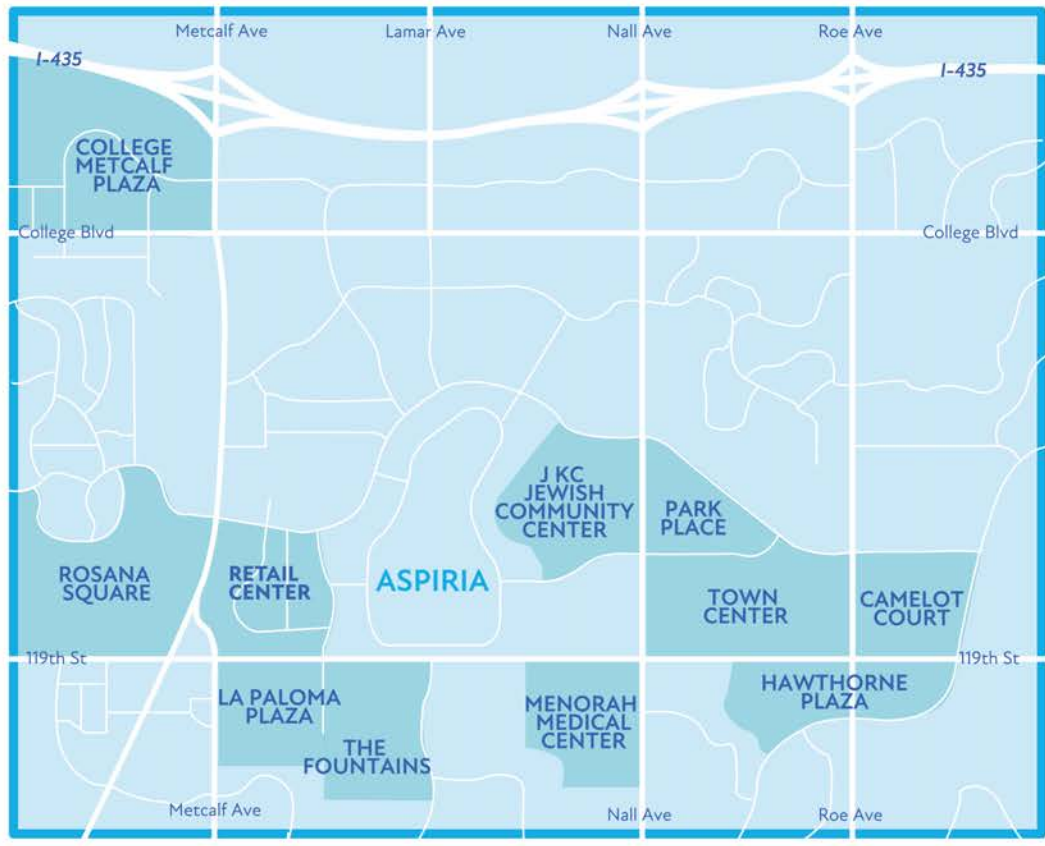 Metcalf Ave
Lamar Ave
Nall Ave
Roe Ave
I-435
I-435
COLLEGE
METCALF
PLAZA
College Blvd
College Blvd
J KC
JEWISH
COMMUNITY
CENTER
PARK
PLACE
ROSANA
SQUARE
RETAIL
CENTER
ASPIRIA
TOWN
CENTER
CAMELOT
COURT
119th St
119th St
LA PALOMA
PLAZA
THE
FOUNTAINS
MENORAH
MEDICAL
CENTER
HAWTHORNE
PLAZA
Metcalf Ave
Nall Ave
Roe Ave